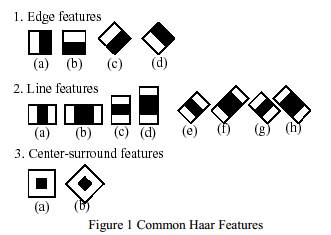 1. Edge features
(a) (b) (c) (d)
2. Line features
(a) (b) (c) (d) (e) (f) (g) (h)
3. Center-surround features
(a) (b)
Figure 1 Common Haar Features